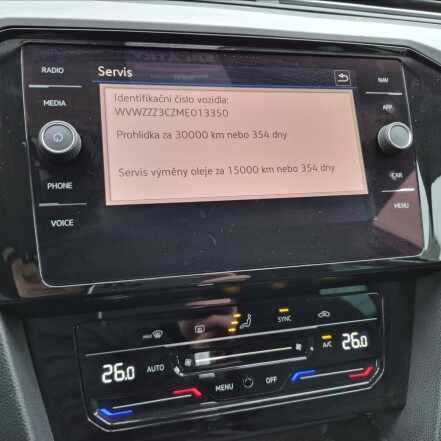 RADIO
Servis
NAV
MEDIA
Identifikační číslo vozidla:
WVWZZZ3CZME013350
APP
Prohlídka za 30000 km nebo 354 dny
Servis výměny oleje za 15000 km nebo 354 dny
PHONE
CAR
VOICE
MENU
MAX
SYNC
26.0
AUTO
A/C
26.0
MENU
OFF